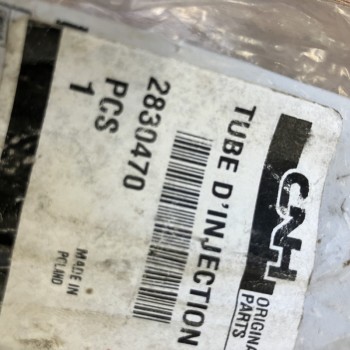 CNH
ORIGINAL
PARTS
TUBE D'INJECTION
2830470
PCS
1
MADE IN
POLAND